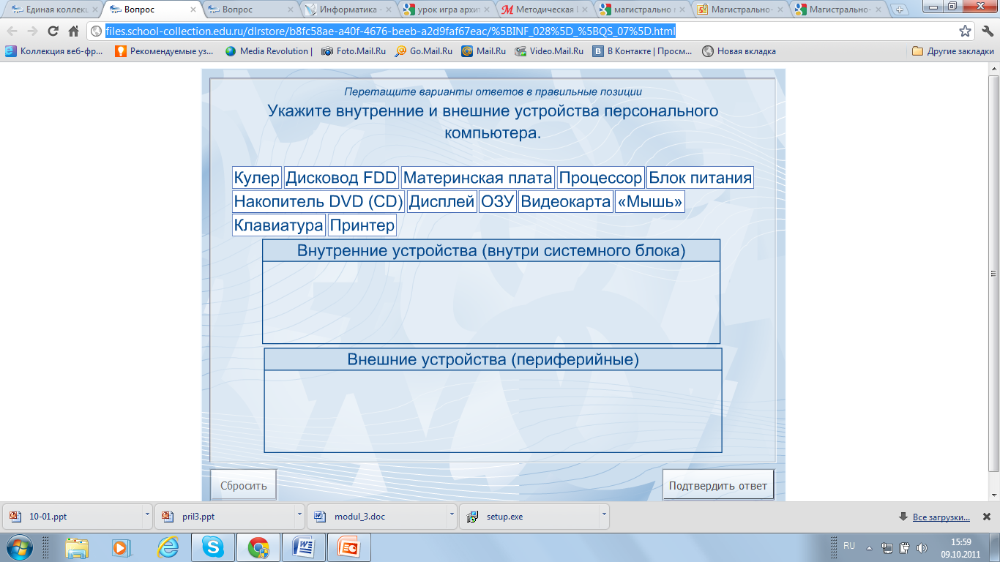 Единая коллекц
Вопрос
Вопрос
Информатика -
урок игра архит
Методическая
магистрально
Магистрально-
Магистрально-
files.school-collection.edu.ru/dlrstore/b8fc58ae-a40f-4676-beeb-a2d9faf67eac/%5BINF_028%5D_%5BQS_07%5D.html
Коллекция веб-фр...
Рекомендуемые уз...
Media Revolution |
Foto.Mail.Ru
Go.Mail.Ru
Mail.Ru
Video.Mail.Ru
В Контакте | Просм...
Новая вкладка
Другие закладки
Перетащите варианты ответов в правильные позиции
Укажите внутренние и внешние устройства персонального
компьютера.
Кулер Дисковод FDD Материнская плата Процессор Блок питания
Накопитель DVD (CD) Дисплей ОЗУ Видеокарта «Мышь»
Клавиатура Принтер
Внутренние устройства (внутри системного блока)
Внешние устройства (периферийные)
Сбросить
Подтвердить ответ
10-01.ppt
pril3.ppt
modul_3.doc
setup.exe
Все загрузки...
RU
15:59
09.10.2011